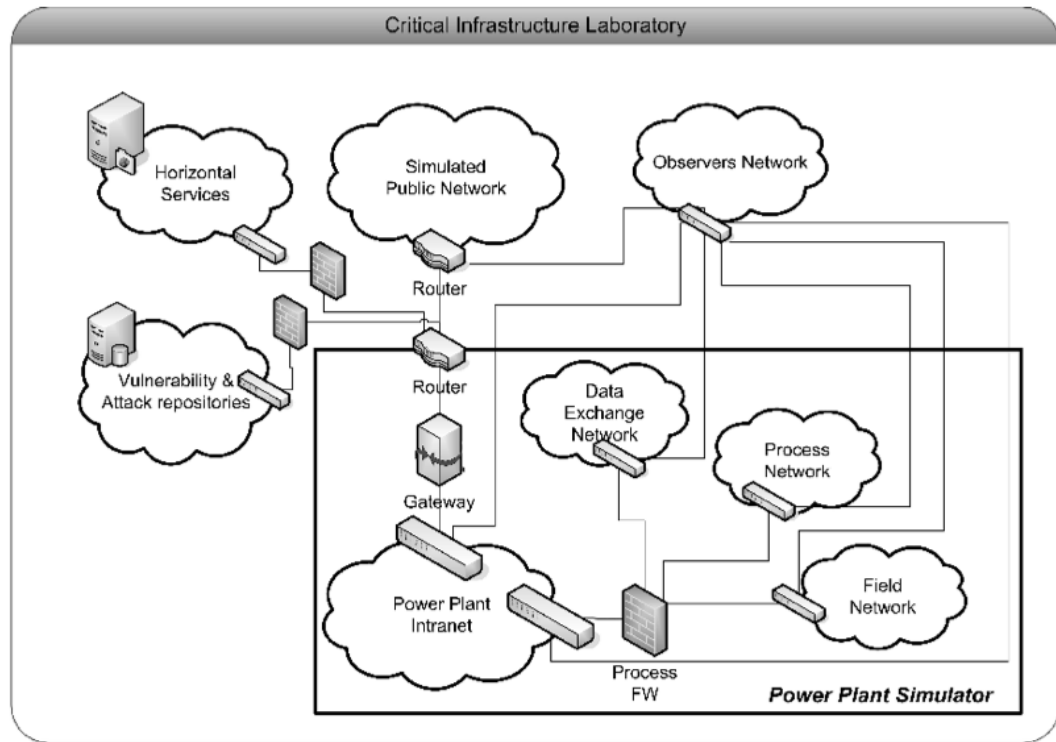 Critical Infrastructure Laboratory
Horizontal
Services
Simulated
Public Network
Observers Network
Router
Vulnerability &
Attack repositories
Router
Data
Exchange
Network
Process
Network
Gateway
Field
Network
Power Plant
Intranet
Process
FW
Power Plant Simulator